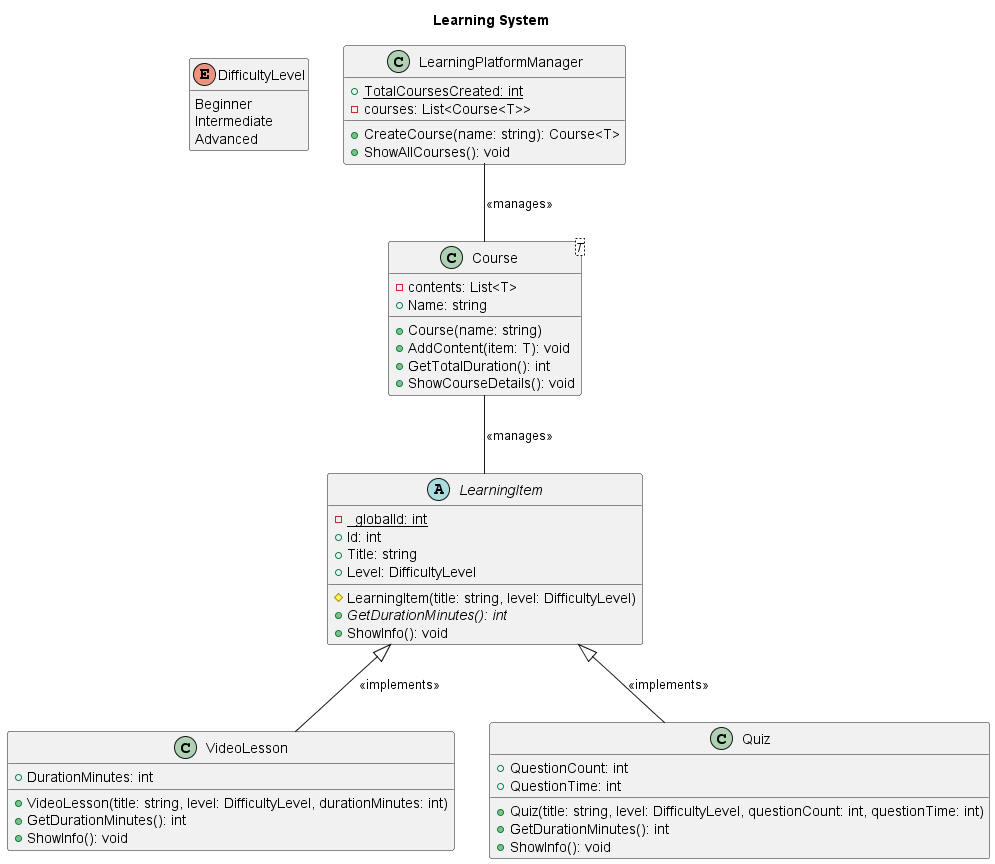 Learning System
E DifficultyLevel
Beginner
Intermediate
Advanced
C LearningPlatformManager
TotalCoursesCreated: int
courses: List<Course<T>>
CreateCourse(name: string): Course<T>
ShowAllCourses(): void
«manages»
C Course T
contents: List<T>
Name: string
Course(name: string)
AddContent(item: T): void
GetTotalDuration(): int
ShowCourseDetails(): void
«manages»
A LearningItem
_globalId: int
Id: int
Title: string
Level: DifficultyLevel
LearningItem(title: string, level: DifficultyLevel)
GetDurationMinutes(): int
ShowInfo(): void
«implements»
«implements»
C VideoLesson
DurationMinutes: int
VideoLesson(title: string, level: DifficultyLevel, durationMinutes: int)
GetDurationMinutes(): int
ShowInfo(): void
C Quiz
QuestionCount: int
QuestionTime: int
Quiz(title: string, level: DifficultyLevel, questionCount: int, questionTime: int)
GetDurationMinutes(): int
ShowInfo(): void